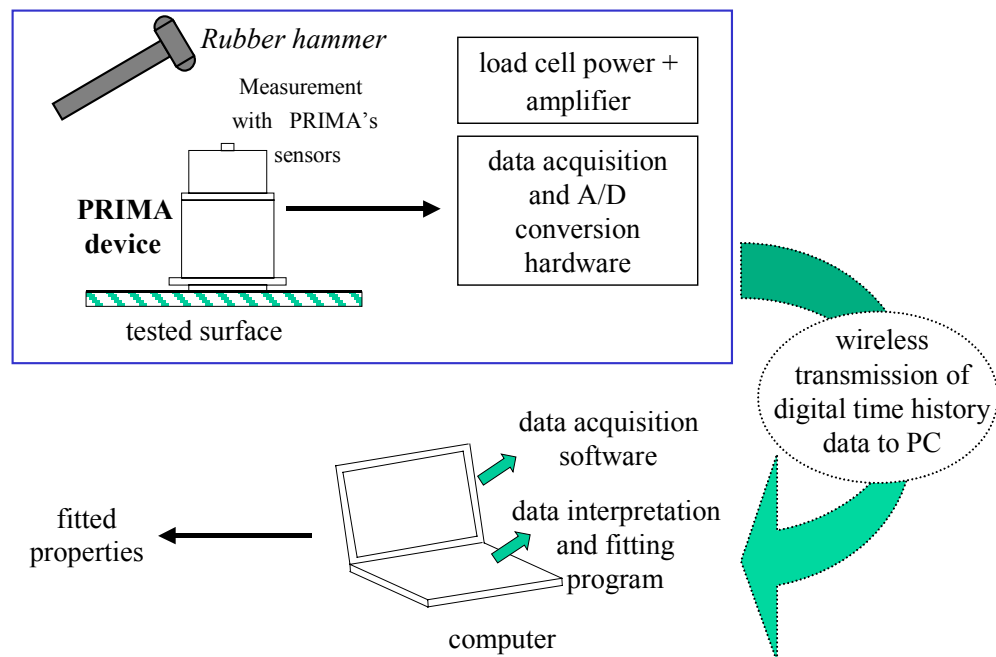 Rubber hammer
Measurement
with PRIMA's
sensors
PRIMA
device
tested surface
load cell power +
amplifier
data acquisition
and A/D
conversion
hardware
wireless
transmission of
digital time history
data to PC
data acquisition
software
data interpretation
and fitting
program
computer
fitted
properties